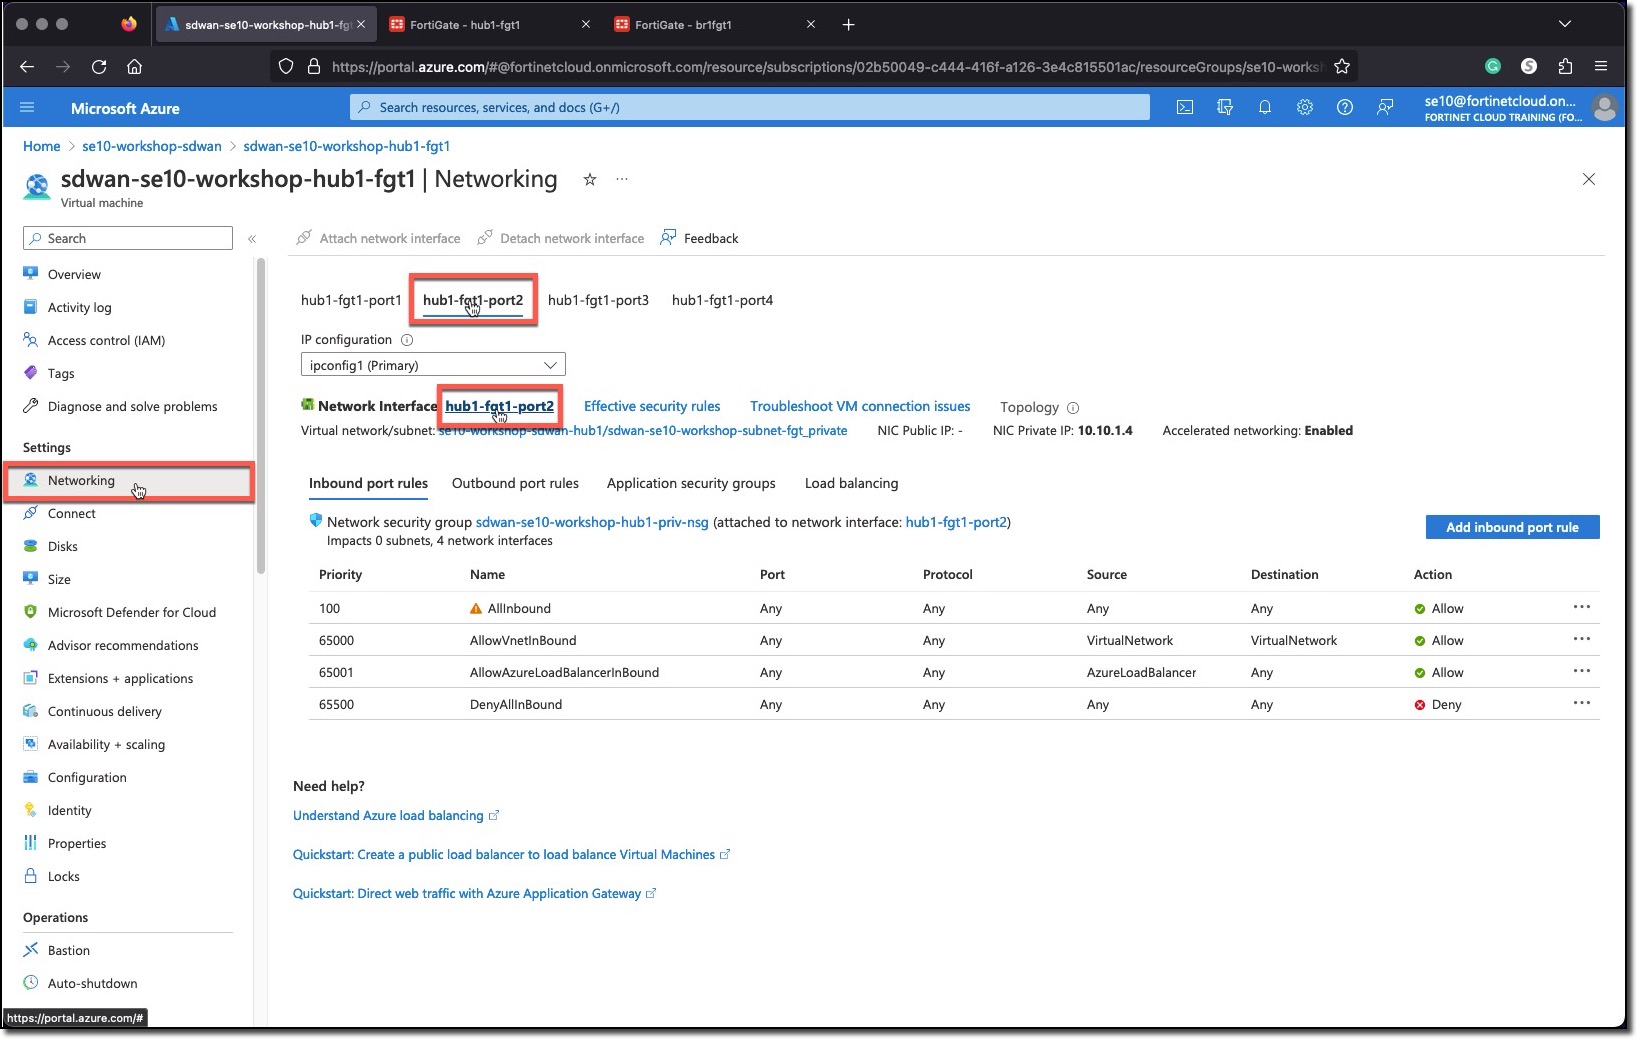 sdwan-se10-workshop-hub1-fgt
FortiGate - hub1-fgt1
FortiGate - br1fgt1
https://portal.azure.com/#@fortinetcloud.onmicrosoft.com/resource/subscriptions/02b50049-c444-416f-a126-3e4c815501ac/resourceGroups/se10-works
Microsoft Azure
Search resources, services, and docs (G+/)
se10@fortinetcloud.on...
FORTINET CLOUD TRAINING (FO...
Home > se10-workshop-sdwan > sdwan-se10-workshop-hub1-fgt1
sdwan-se10-workshop-hub1-fgt1 | Networking
Virtual machine
Search
Attach network interface
Detach network interface
Feedback
Overview
Activity log
Access control (IAM)
Tags
Diagnose and solve problems
Settings
Networking
Connect
Disks
Size
Microsoft Defender for Cloud
Advisor recommendations
Extensions + applications
Continuous delivery
Availability + scaling
Configuration
Identity
Properties
Locks
Operations
Bastion
Auto-shutdown
https://portal.azure.com/#
hub1-fgt1-port1 hub1-fgt1-port2 hub1-fgt1-port3 hub1-fgt1-port4
IP configuration
ipconfig1 (Primary)
Network Interface hub1-fgt1-port2 Effective security rules Troubleshoot VM connection issues Topology
Virtual network/subnet: se10-workshop-sdwan-hub1/sdwan-se10-workshop-subnet-fgt_private NIC Public IP: - NIC Private IP: 10.10.1.4 Accelerated networking: Enabled
Inbound port rules Outbound port rules Application security groups Load balancing
Network security group sdwan-se10-workshop-hub1-priv-nsg (attached to network interface: hub1-fgt1-port2)
Impacts 0 subnets, 4 network interfaces
Add inbound port rule
Priority Name Port Protocol Source Destination Action
100 AllInbound Any Any Any Any Allow
65000 AllowVnetInBound Any Any VirtualNetwork VirtualNetwork Allow
65001 AllowAzureLoadBalancerInBound Any Any AzureLoadBalancer Any Allow
65500 DenyAllInBound Any Any Any Any Deny
Need help?
Understand Azure load balancing
Quickstart: Create a public load balancer to load balance Virtual Machines
Quickstart: Direct web traffic with Azure Application Gateway